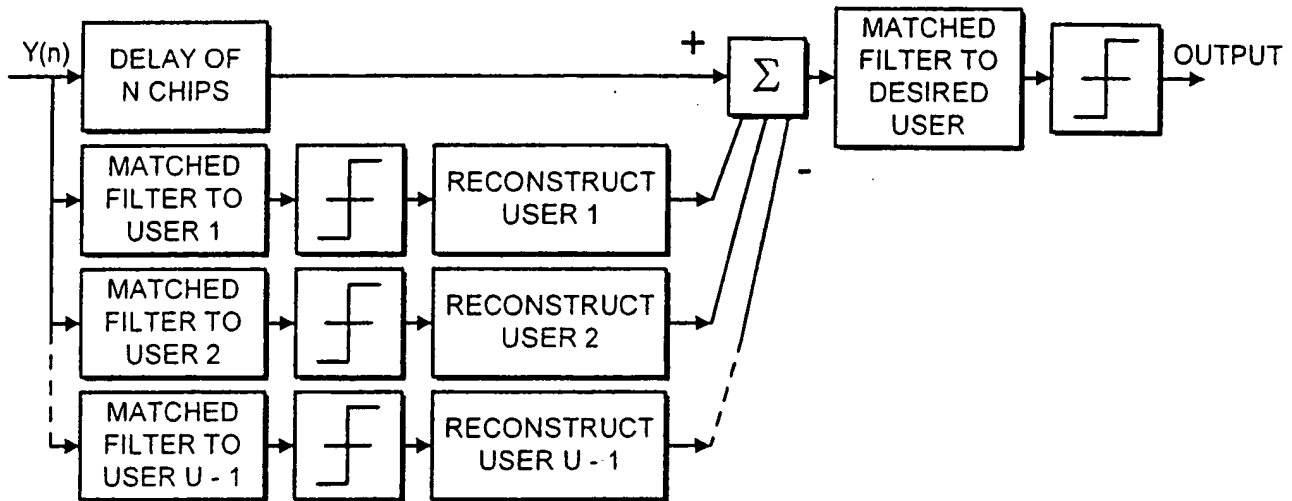 Y(n)
DELAY OF
N CHIPS
+
Σ
MATCHED
FILTER TO
DESIRED
USER
OUTPUT
-
MATCHED
FILTER TO
USER 1
RECONSTRUCT
USER 1
MATCHED
FILTER TO
USER 2
RECONSTRUCT
USER 2
MATCHED
FILTER TO
USER U - 1
RECONSTRUCT
USER U - 1